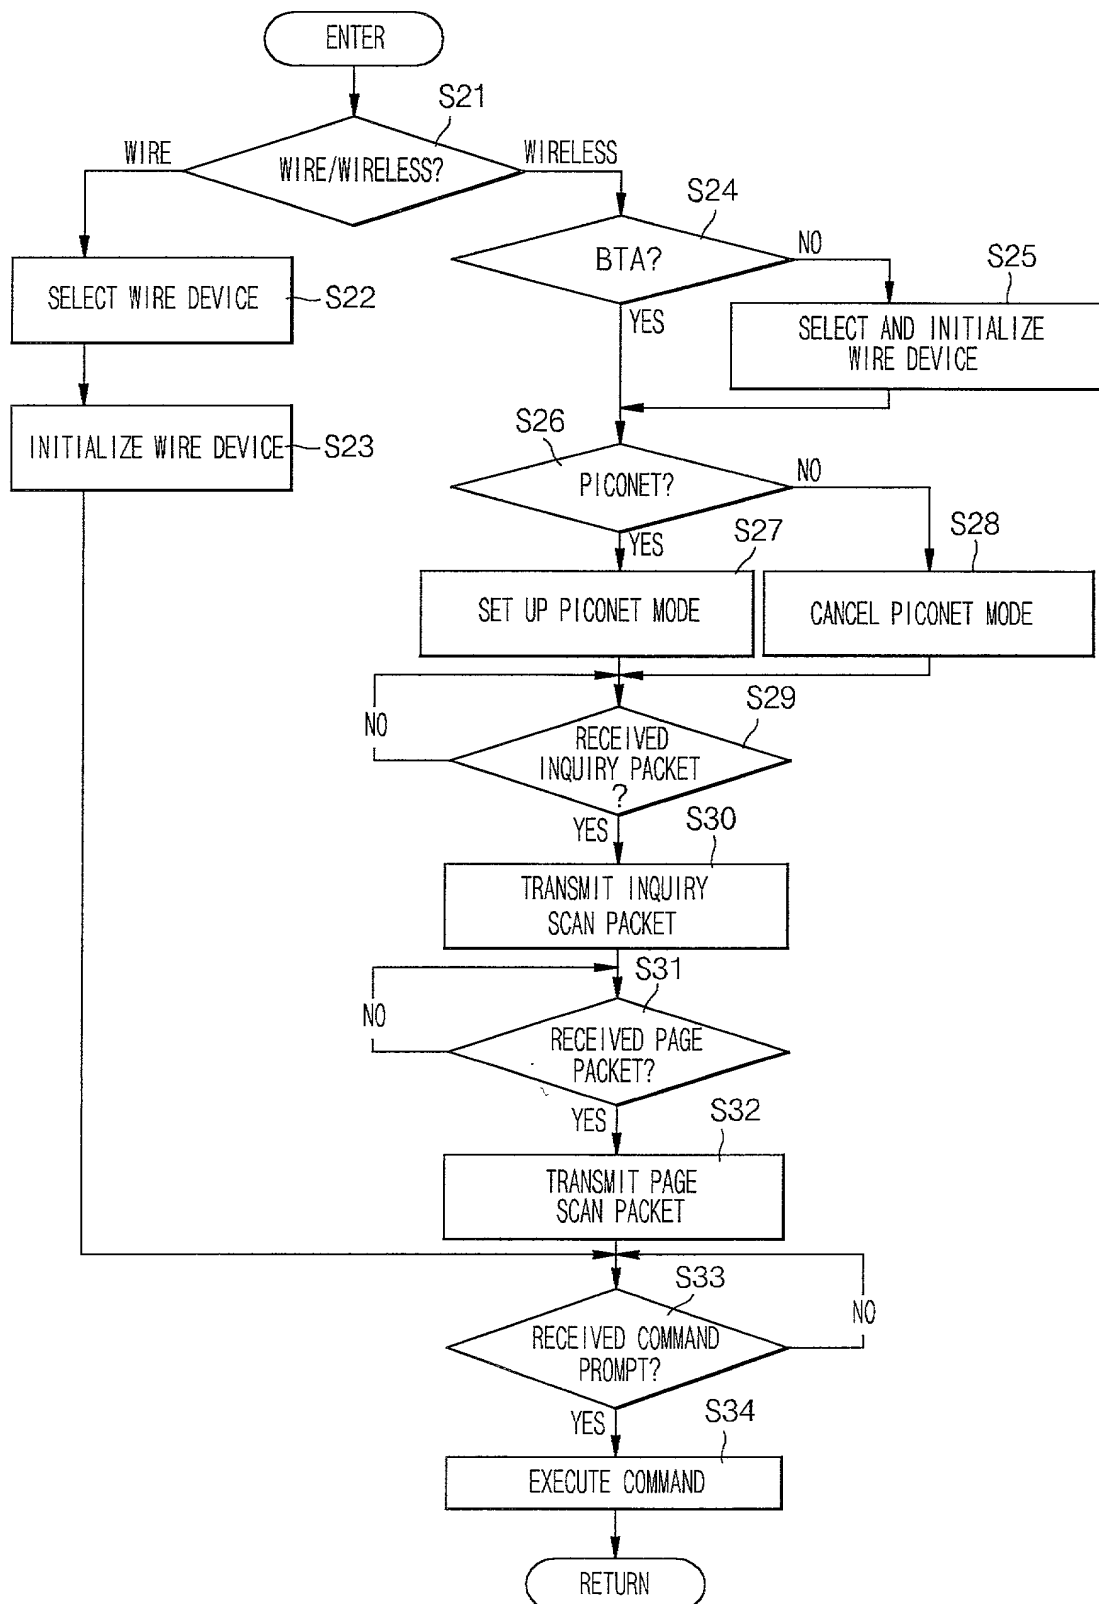 ENTER
S21
WIRE
WIRE/WIRELESS?
WIRELESS
S24
BTA?
NO
YES
S25
SELECT AND INITIALIZE
WIRE DEVICE
SELECT WIRE DEVICE
S22
INITIALIZE WIRE DEVICE
S23
S26
PICONET?
NO
YES
S27
SET UP PICONET MODE
S28
CANCEL PICONET MODE
S29
NO
RECEIVED
INQUIRY PACKET
?
YES
S30
TRANSMIT INQUIRY
SCAN PACKET
S31
NO
RECEIVED PAGE
PACKET?
YES
S32
TRANSMIT PAGE
SCAN PACKET
S33
NO
RECEIVED COMMAND
PROMPT?
YES
S34
EXECUTE COMMAND
RETURN